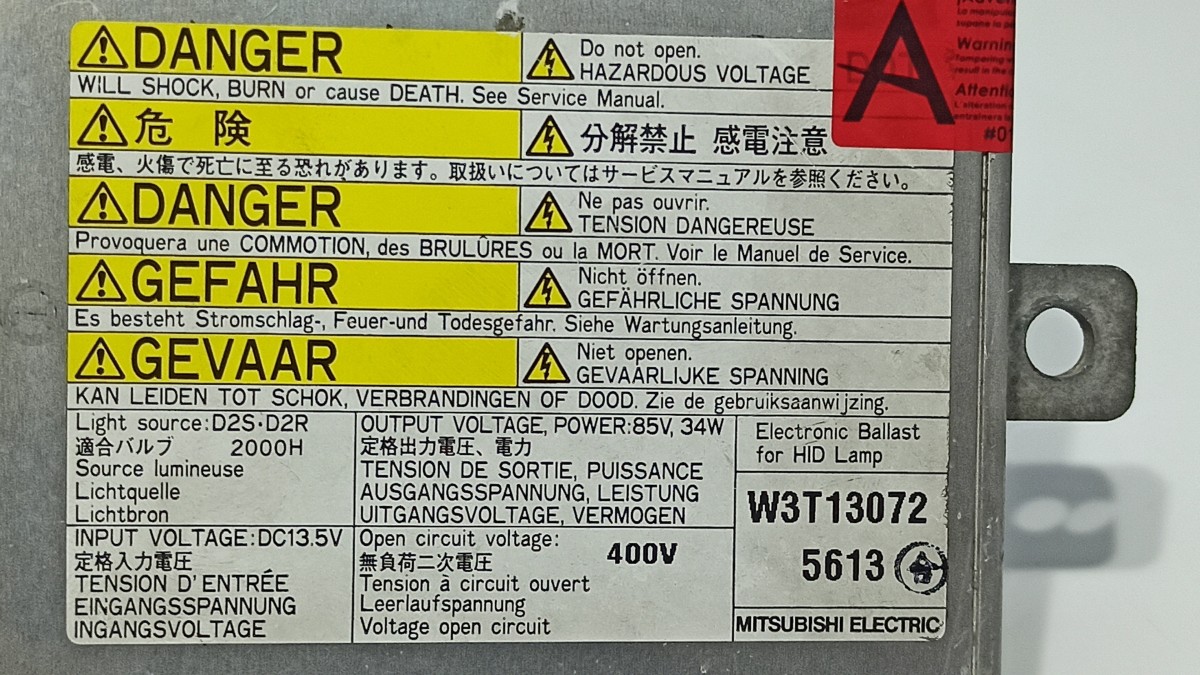 DANGER
Do not open.
HAZARDOUS VOLTAGE
WiLL SHOCK, BURN or cause DEATH. See Service Manual.
危 険
分解禁止 感電注意
感電、火傷で死亡に至る恐れがあります。取扱いについてはサービスマニュアルを参照ください。
DANGER
Ne pas ouvrir.
TENSION DANGEREUSE
Provoquera une COMMOTION, des BRULÛRES ou la MORT. Voir le Manuel de Service.
GEFAHR
Nicht öffnen.
GEFÄHRLICHE SPANNUNG
Es besteht Stromschlag-, Feuer-und Todesgefahr. Siehe Wartungsanleitung.
GEVAAR
Niet openen.
GEVAARLIJKE SPANNING
KAN LEIDEN TOT SCHOK, VERBRANDINGEN OF DOOD. Zie de gebruiksaanwijzing.
Light source:D2S·D2R
適合バルブ 2000H
Source lumineuse
Lichtquelle
Lichtbron
OUTPUT VOLTAGE, POWER:85V, 34W
定格出力電圧、電力
TENSION DE SORTIE, PUISSANCE
AUSGANGSSPANNUNG, LEISTUNG
UITGANGSVOLTAGE, VERMOGEN
INPUT VOLTAGE:DC13.5V
定格入力電圧
TENSION D'ENTRÉE
EINGANGSSPANNUNG
INGANGSVOLTAGE
Open circuit voltage:
400V
無負荷二次電圧
Tension à circuit ouvert
Leerlaufspannung
Voltage open circuit
Electronic Ballast
for HID Lamp
W3T13072
5613 合
MITSUBISHI ELECTRIC
A
La
Tampering
result in the
L'altération
#01